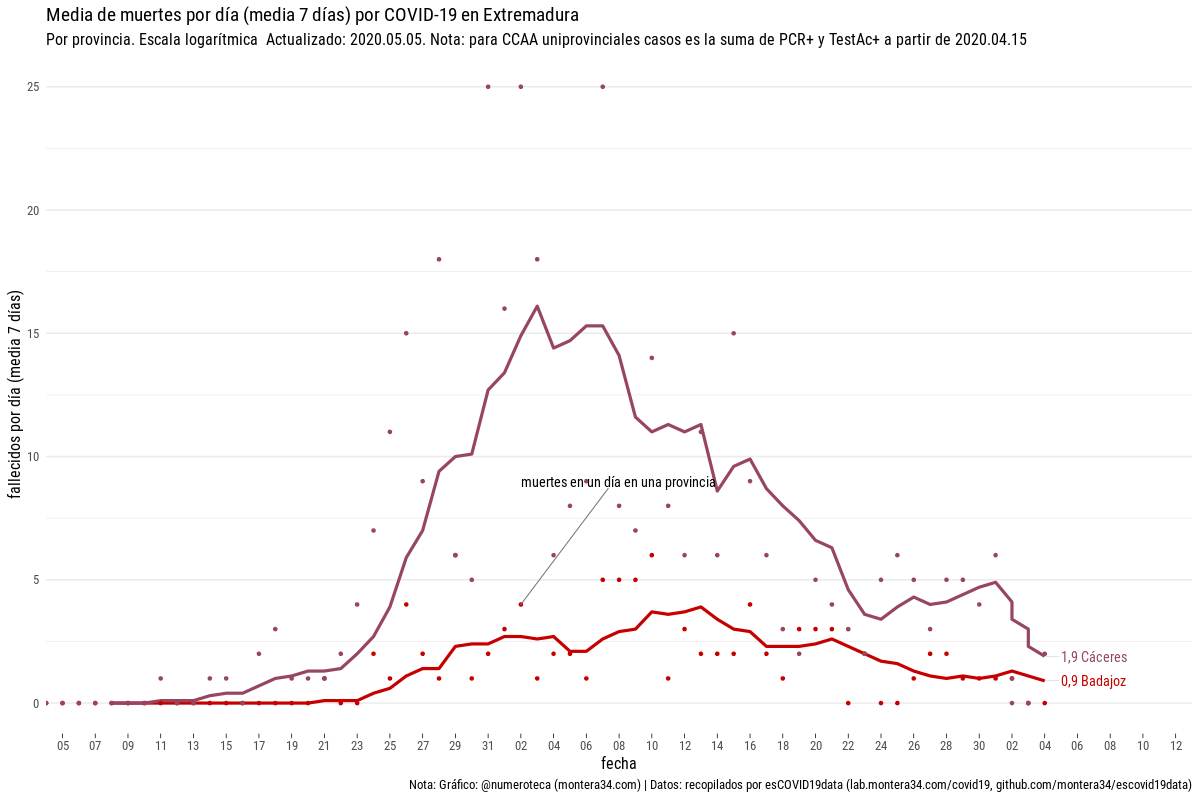 Media de muertes por día (media 7 días) por COVID-19 en Extremadura
Por provincia. Escala logarítmica  Actualizado: 2020.05.05. Nota: para CCAA uniprovinciales casos es la suma de PCR+ y TestAc+ a partir de 2020.04.15
fallecidos por día (media 7 días)
25
20
15
10
5
0
muertes en un día en una provincia
1,9 Cáceres
0,9 Badajoz
05 07 09 11 13 15 17 19 21 23 25 27 29 31 02 04 06 08 10 12 14 16 18 20 22 24 26 28 30 02 04 06 08 10 12
fecha
Nota: Gráfico: @numeroteca (montera34.com) | Datos: recopilados por esCOVID19data (lab.montera34.com/covid19, github.com/montera34/escovid19data)